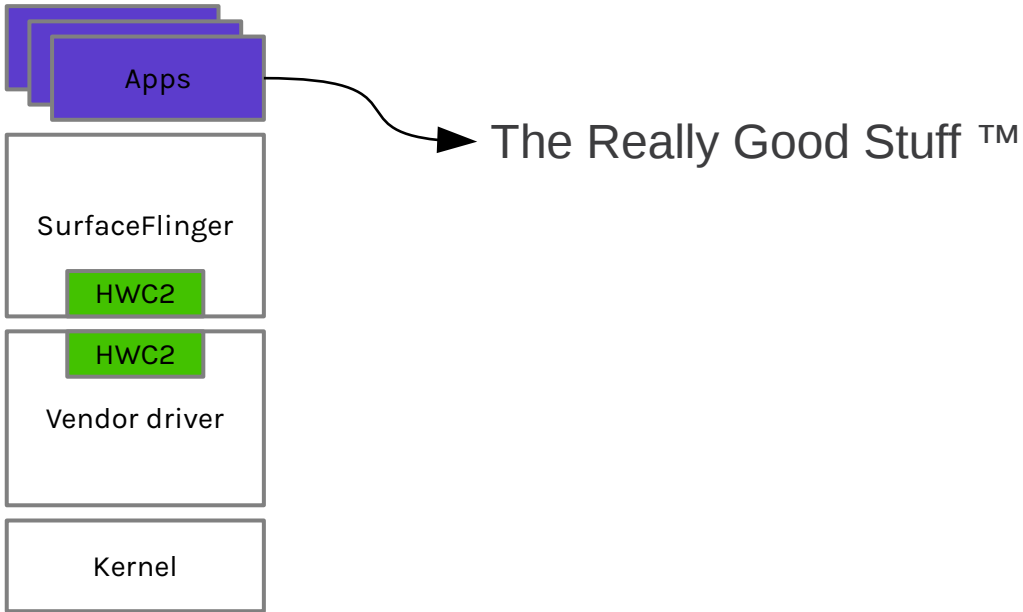 Apps
The Really Good Stuff ™
SurfaceFlinger
HWC2
HWC2
Vendor driver
Kernel